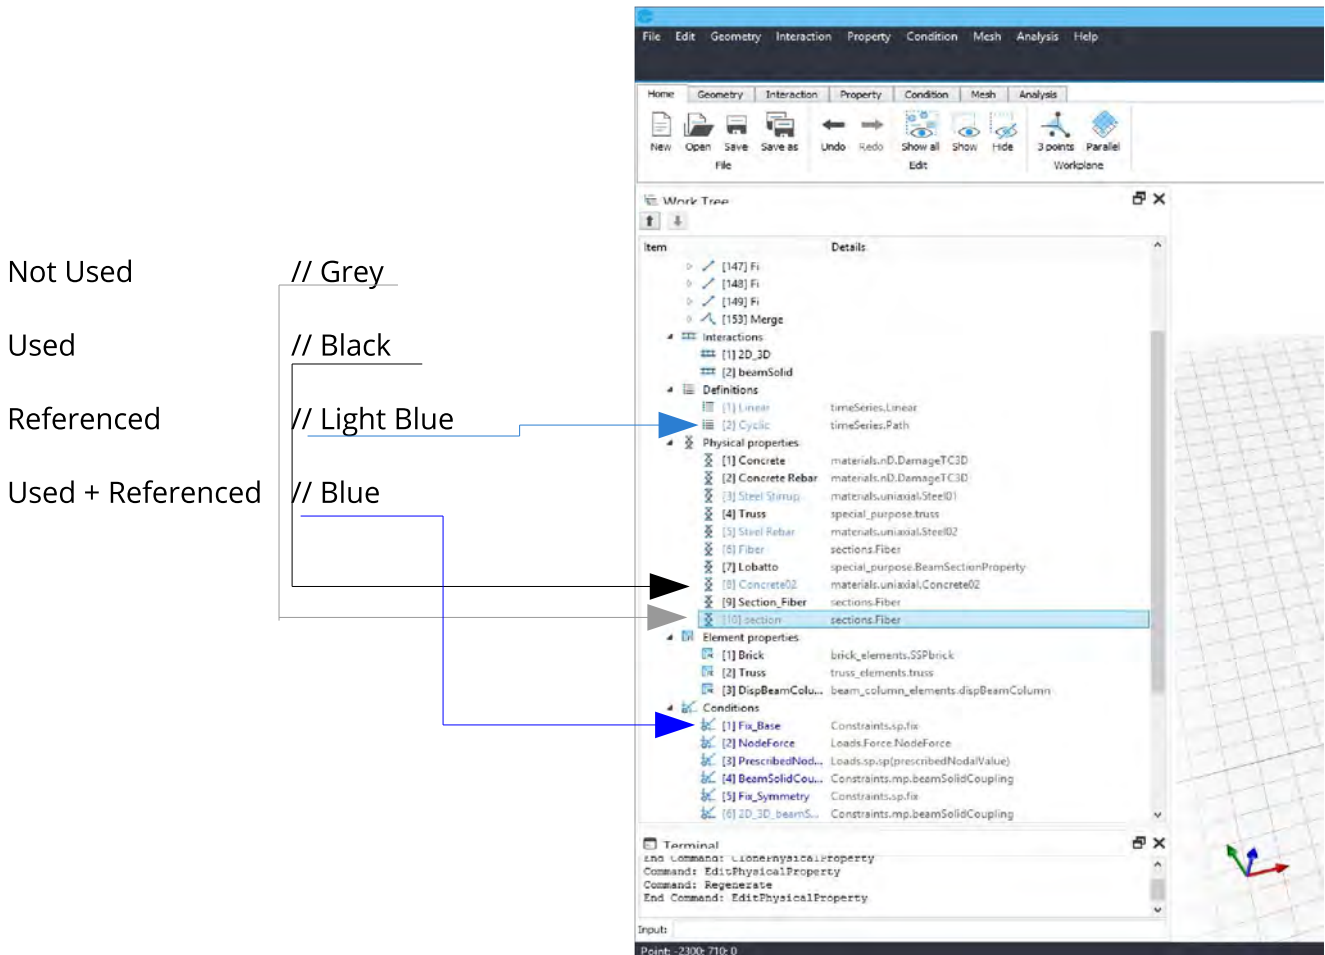 Not Used // Grey
Used // Black
Referenced // Light Blue
Used + Referenced // Blue
File Edit Geometry Interaction Property Condition Mesh Analysis Help
Home Geometry Interaction Property Condition Mesh Analysis
New Open Save Save as Undo Redo Show all Show Hide 3 points Parallel
File Edit Workplane
Work Tree
Item Details
[147] Fi
[148] Fi
[149] Fi
[153] Merge
Interactions
[1] 2D_3D
[2] beamSolid
Definitions
[1] Linear timeSeries.Linear
[2] Cyclic timeSeries.Path
Physical properties
[1] Concrete materials.nD.DamageTC3D
[2] Concrete Rebar materials.nD.DamageTC3D
[3] Steel Stirrup materials.uniaxial.Steel01
[4] Truss special_purpose.truss
[5] Steel Rebar materials.uniaxial.Steel02
[6] Fiber sections.Fiber
[7] Lobatto special_purpose.BeamSectionProperty
[8] Concrete02 materials.uniaxial.Concrete02
[9] Section_Fiber sections.Fiber
[10] section sections.Fiber
Element properties
[1] Brick brick_elements.SSPbrick
[2] Truss truss_elements.truss
[3] DispBeamColu... beam_column_elements.dispBeamColumn
Conditions
[1] Fix_Base Constraints.sp.fix
[2] NodeForce Loads.Force.NodeForce
[3] PrescribedNod... Loads.sp.sp(prescribedNodalValue)
[4] BeamSolidCou... Constraints.mp.beamSolidCoupling
[5] Fix_Symmetry Constraints.sp.fix
[6] 2D_3D_beamS... Constraints.mp.beamSolidCoupling
Terminal
End Command: ClonePhysicalProperty
Command: EditPhysicalProperty
Command: Regenerate
End Command: EditPhysicalProperty
Input:
Point: -2300; 710; 0